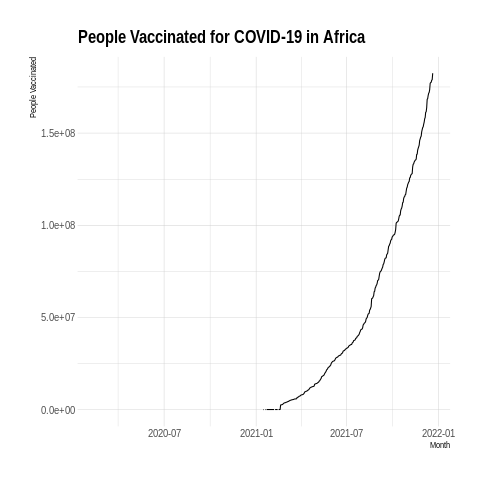 People Vaccinated for COVID-19 in Africa
People Vaccinated
1.5e+08
1.0e+08
5.0e+07
0.0e+00
2020-07 2021-01 2021-07 2022-01
Month